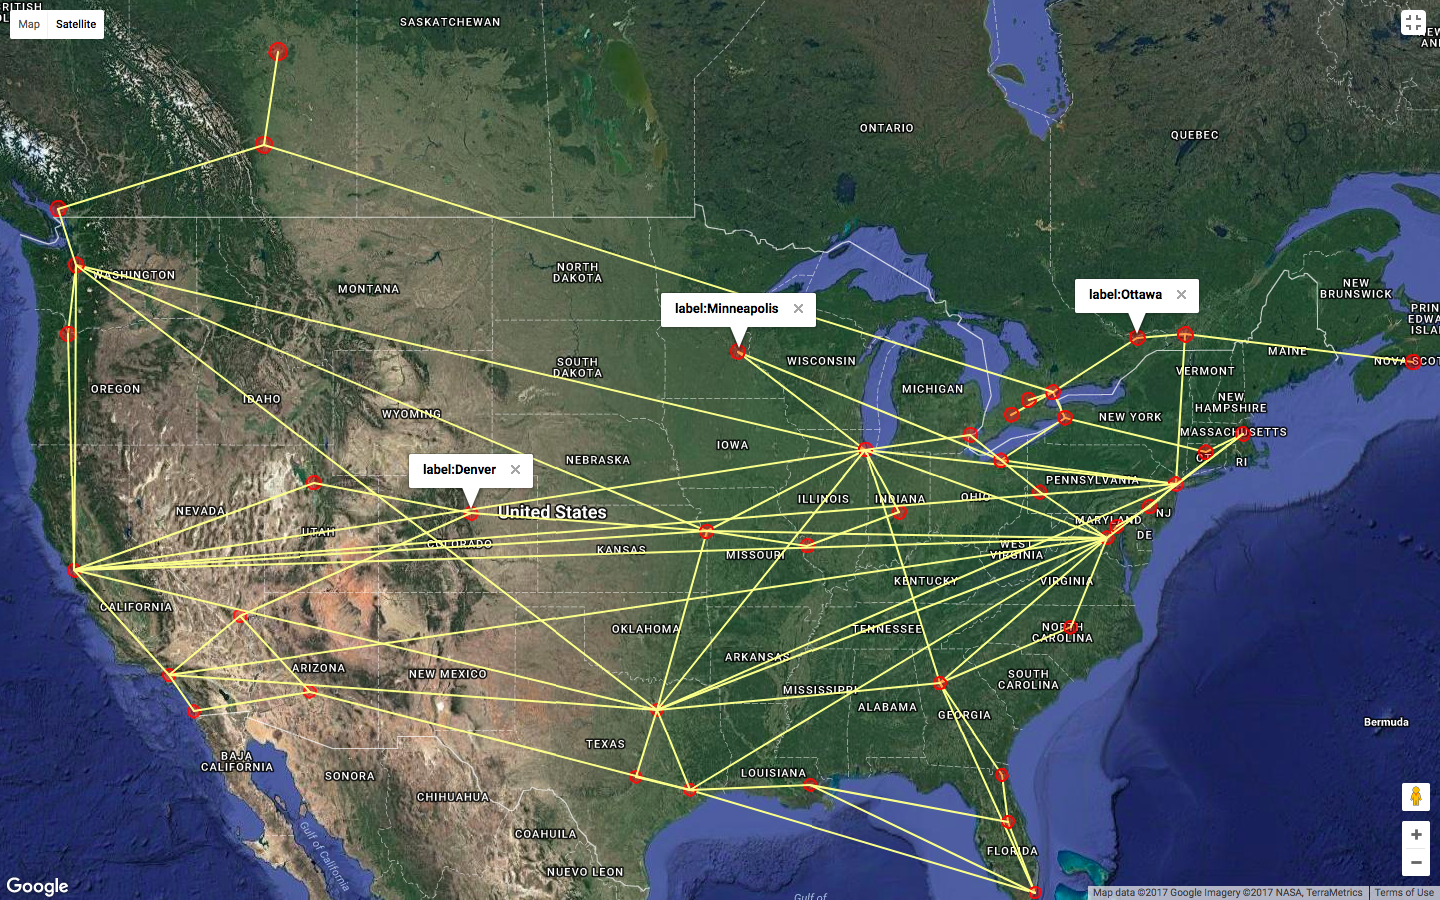 RITISH
Map
Satellite
SASKATCHEWAN
ONTARIO
QUEBEC
WASHINGTON
MONTANA
NORTH
DAKOTA
label:Minneapolis
label:Ottawa
NEW
BRUNSWICK
PRIN
EDWA
ISLA
NOVA SCOT
OREGON
IDAHO
WYOMING
SOUTH
DAKOTA
WISCONSIN
MICHIGAN
VERMONT
MAINE
NEW
HAMPSHIRE
NEW YORK
MASSACHUSETTS
CT
RI
IOWA
NEBRASKA
label:Denver
United States
NEVADA
UTAH
COLORADO
KANSAS
ILLINOIS
INDIANA
OHIO
PENNSYLVANIA
NJ
MARYLAND
DE
MISSOURI
WEST
VIRGINIA
KENTUCKY
VIRGINIA
CALIFORNIA
OKLAHOMA
TENNESSEE
NORTH
CAROLINA
ARIZONA
NEW MEXICO
ARKANSAS
MISSISSIPPI
ALABAMA
GEORGIA
SOUTH
CAROLINA
Bermuda
TEXAS
LOUISIANA
BAJA
CALIFORNIA
SONORA
CHIHUAHUA
COAHUILA
NUEVO LEON
FLORIDA
Gulf of California
Gulf of
Google
Map data ©2017 Google Imagery ©2017 NASA, TerraMetrics
Terms of Use